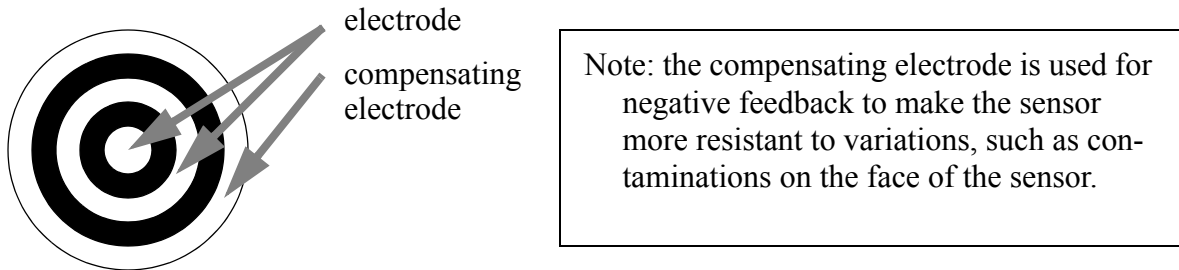 electrode
compensating
electrode
Note: the compensating electrode is used for
negative feedback to make the sensor
more resistant to variations, such as con-
taminations on the face of the sensor.